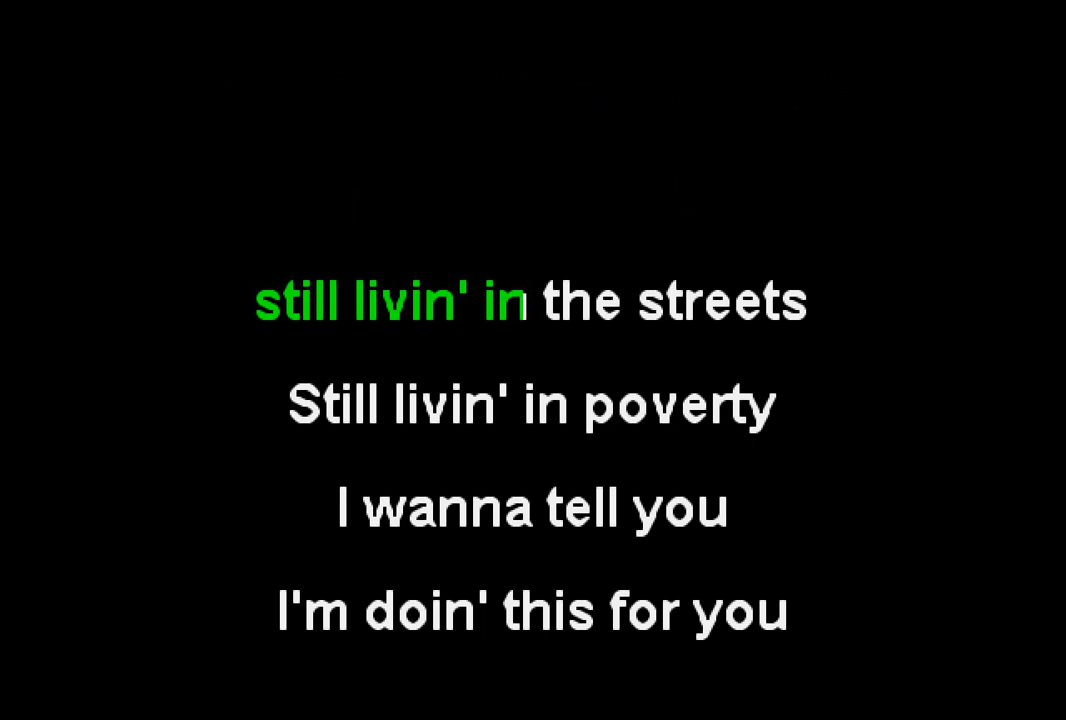 still livin' in the streets
Still livin' in poverty
I wanna tell you
I'm doin' this for you